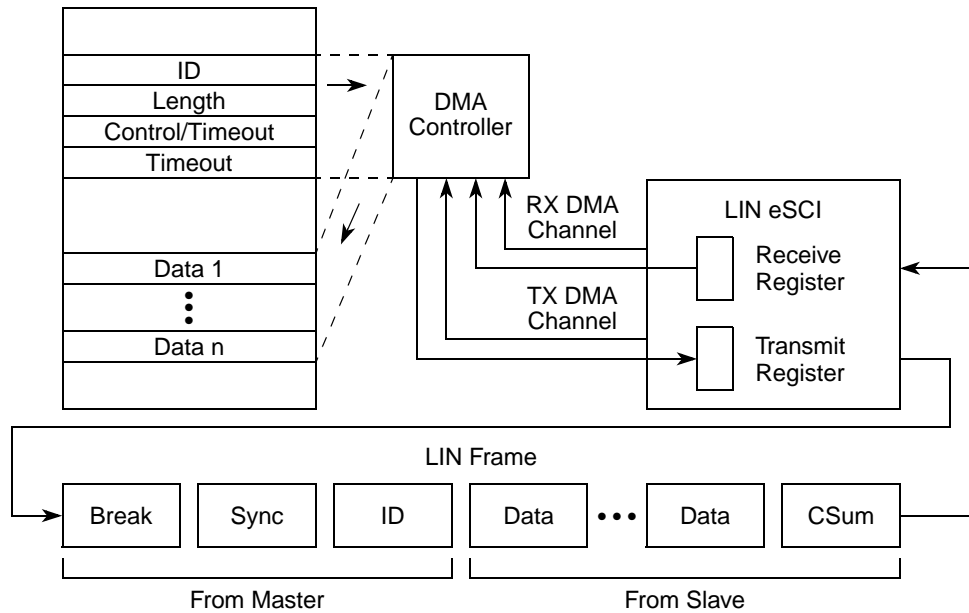 ID
Length
Control/Timeout
Timeout
Data 1
Data n
DMA
Controller
RX DMA
Channel
TX DMA
Channel
LIN eSCI
Receive
Register
Transmit
Register
LIN Frame
Break
Sync
ID
Data
Data
CSum
From Master
From Slave